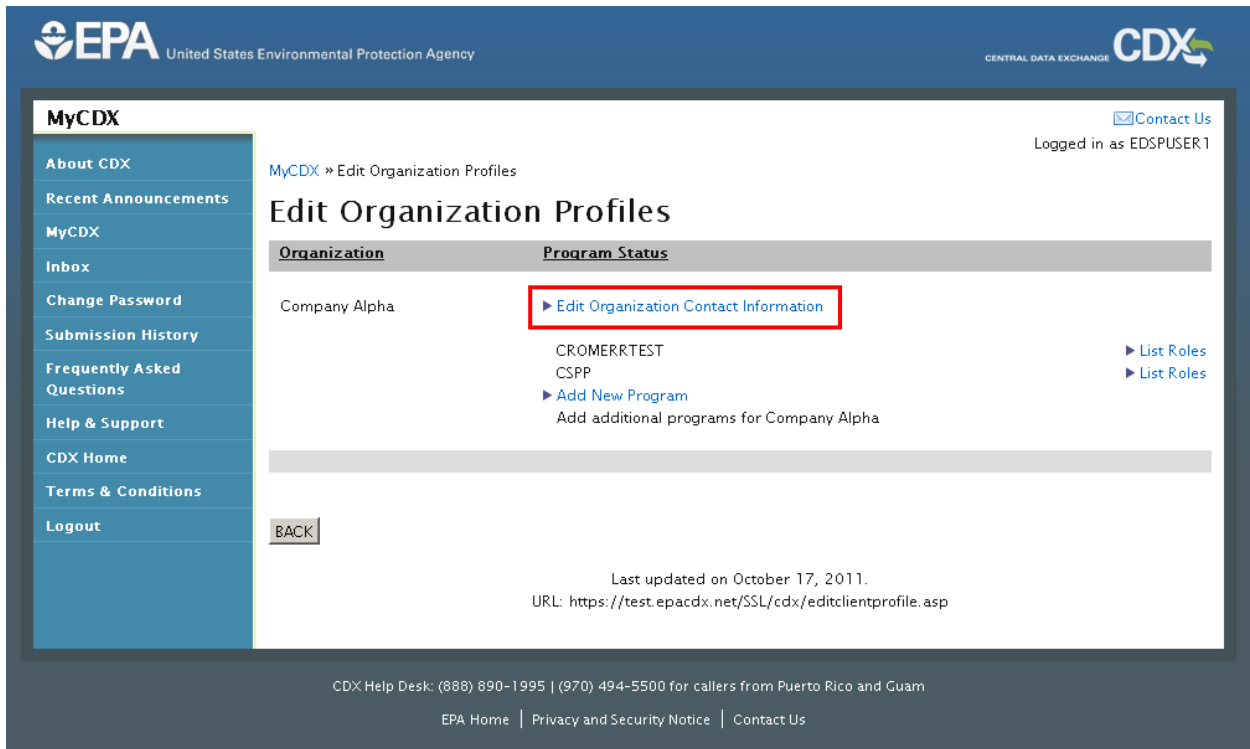 EPA United States Environmental Protection Agency
CENTRAL DATA EXCHANGE CDX
MyCDX
Contact Us
Logged in as EDSPUSER1
About CDX
Recent Announcements
MyCDX
Inbox
Change Password
Submission History
Frequently Asked
Questions
Help & Support
CDX Home
Terms & Conditions
Logout
MyCDX » Edit Organization Profiles
Edit Organization Profiles
Organization Program Status
Company Alpha Edit Organization Contact Information
CROMERRTEST List Roles
CSPP List Roles
Add New Program
Add additional programs for Company Alpha
BACK
Last updated on October 17, 2011.
URL: https://test.epacdx.net/SSL/cdx/editclientprofile.asp
CDX Help Desk: (888) 890-1995 | (970) 494-5500 for callers from Puerto Rico and Guam
EPA Home | Privacy and Security Notice | Contact Us